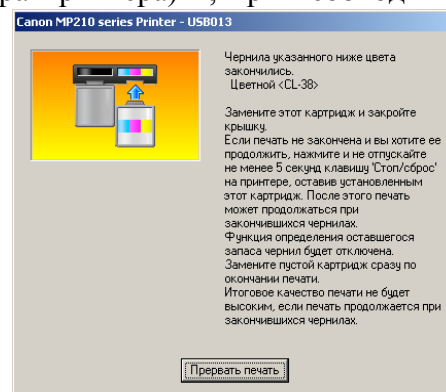 Canon MP210 series Printer - USB013
Чернила указанного ниже цвета
закончились.
Цветной <CL-38>
Замените этот картридж и закройте
крышку.
Если печать не закончена и вы хотите ее
продолжить, нажмите и не отпускайте
не менее 5 секунд клавишу 'Стоп/сброс'
на принтере, оставив установленным
этот картридж. После этого печать
может продолжаться при
закончившихся чернилах.
Функция определения оставшегося
запаса чернил будет отключена.
Замените пустой картридж сразу по
окончании печати.
Итоговое качество печати не будет
высоким, если печать продолжается при
закончившихся чернилах.
Прервать печать